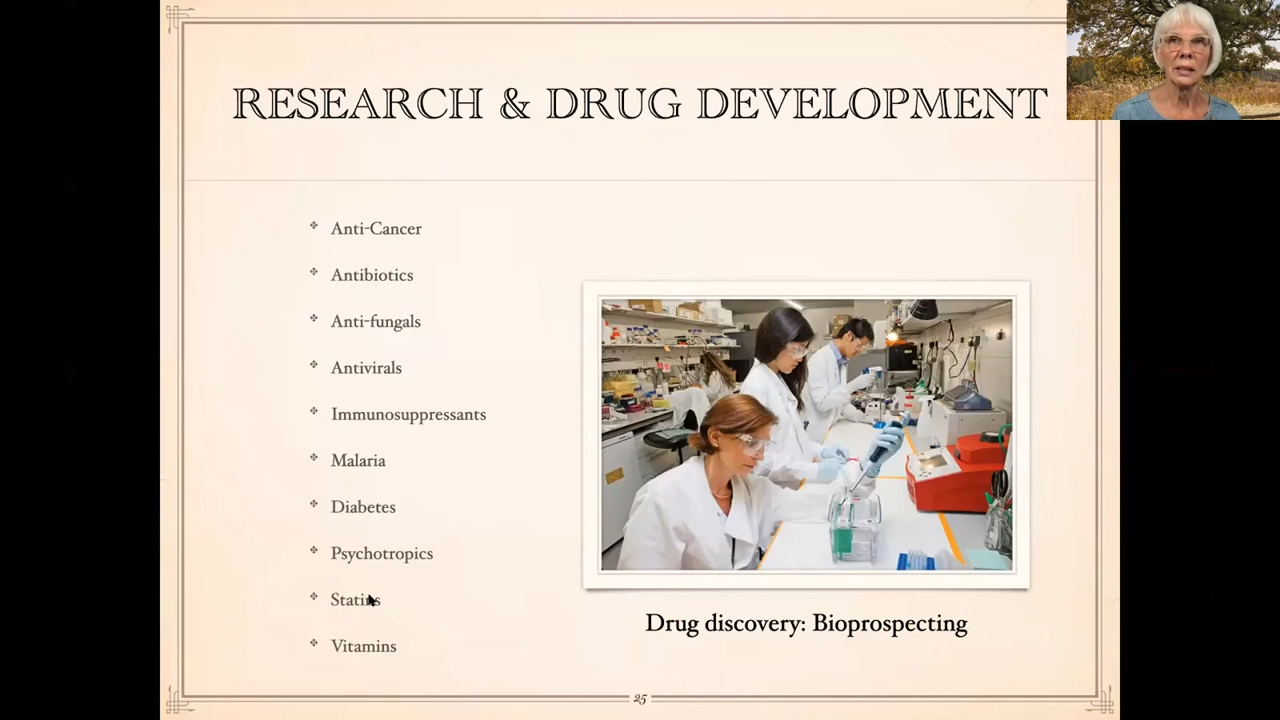 RESEARCH & DRUG DEVELOPMENT
Anti-Cancer
Antibiotics
Anti-fungals
Antivirals
Immunosuppressants
Malaria
Diabetes
Psychotropics
Statins
Vitamins
Drug discovery: Bioprospecting
25